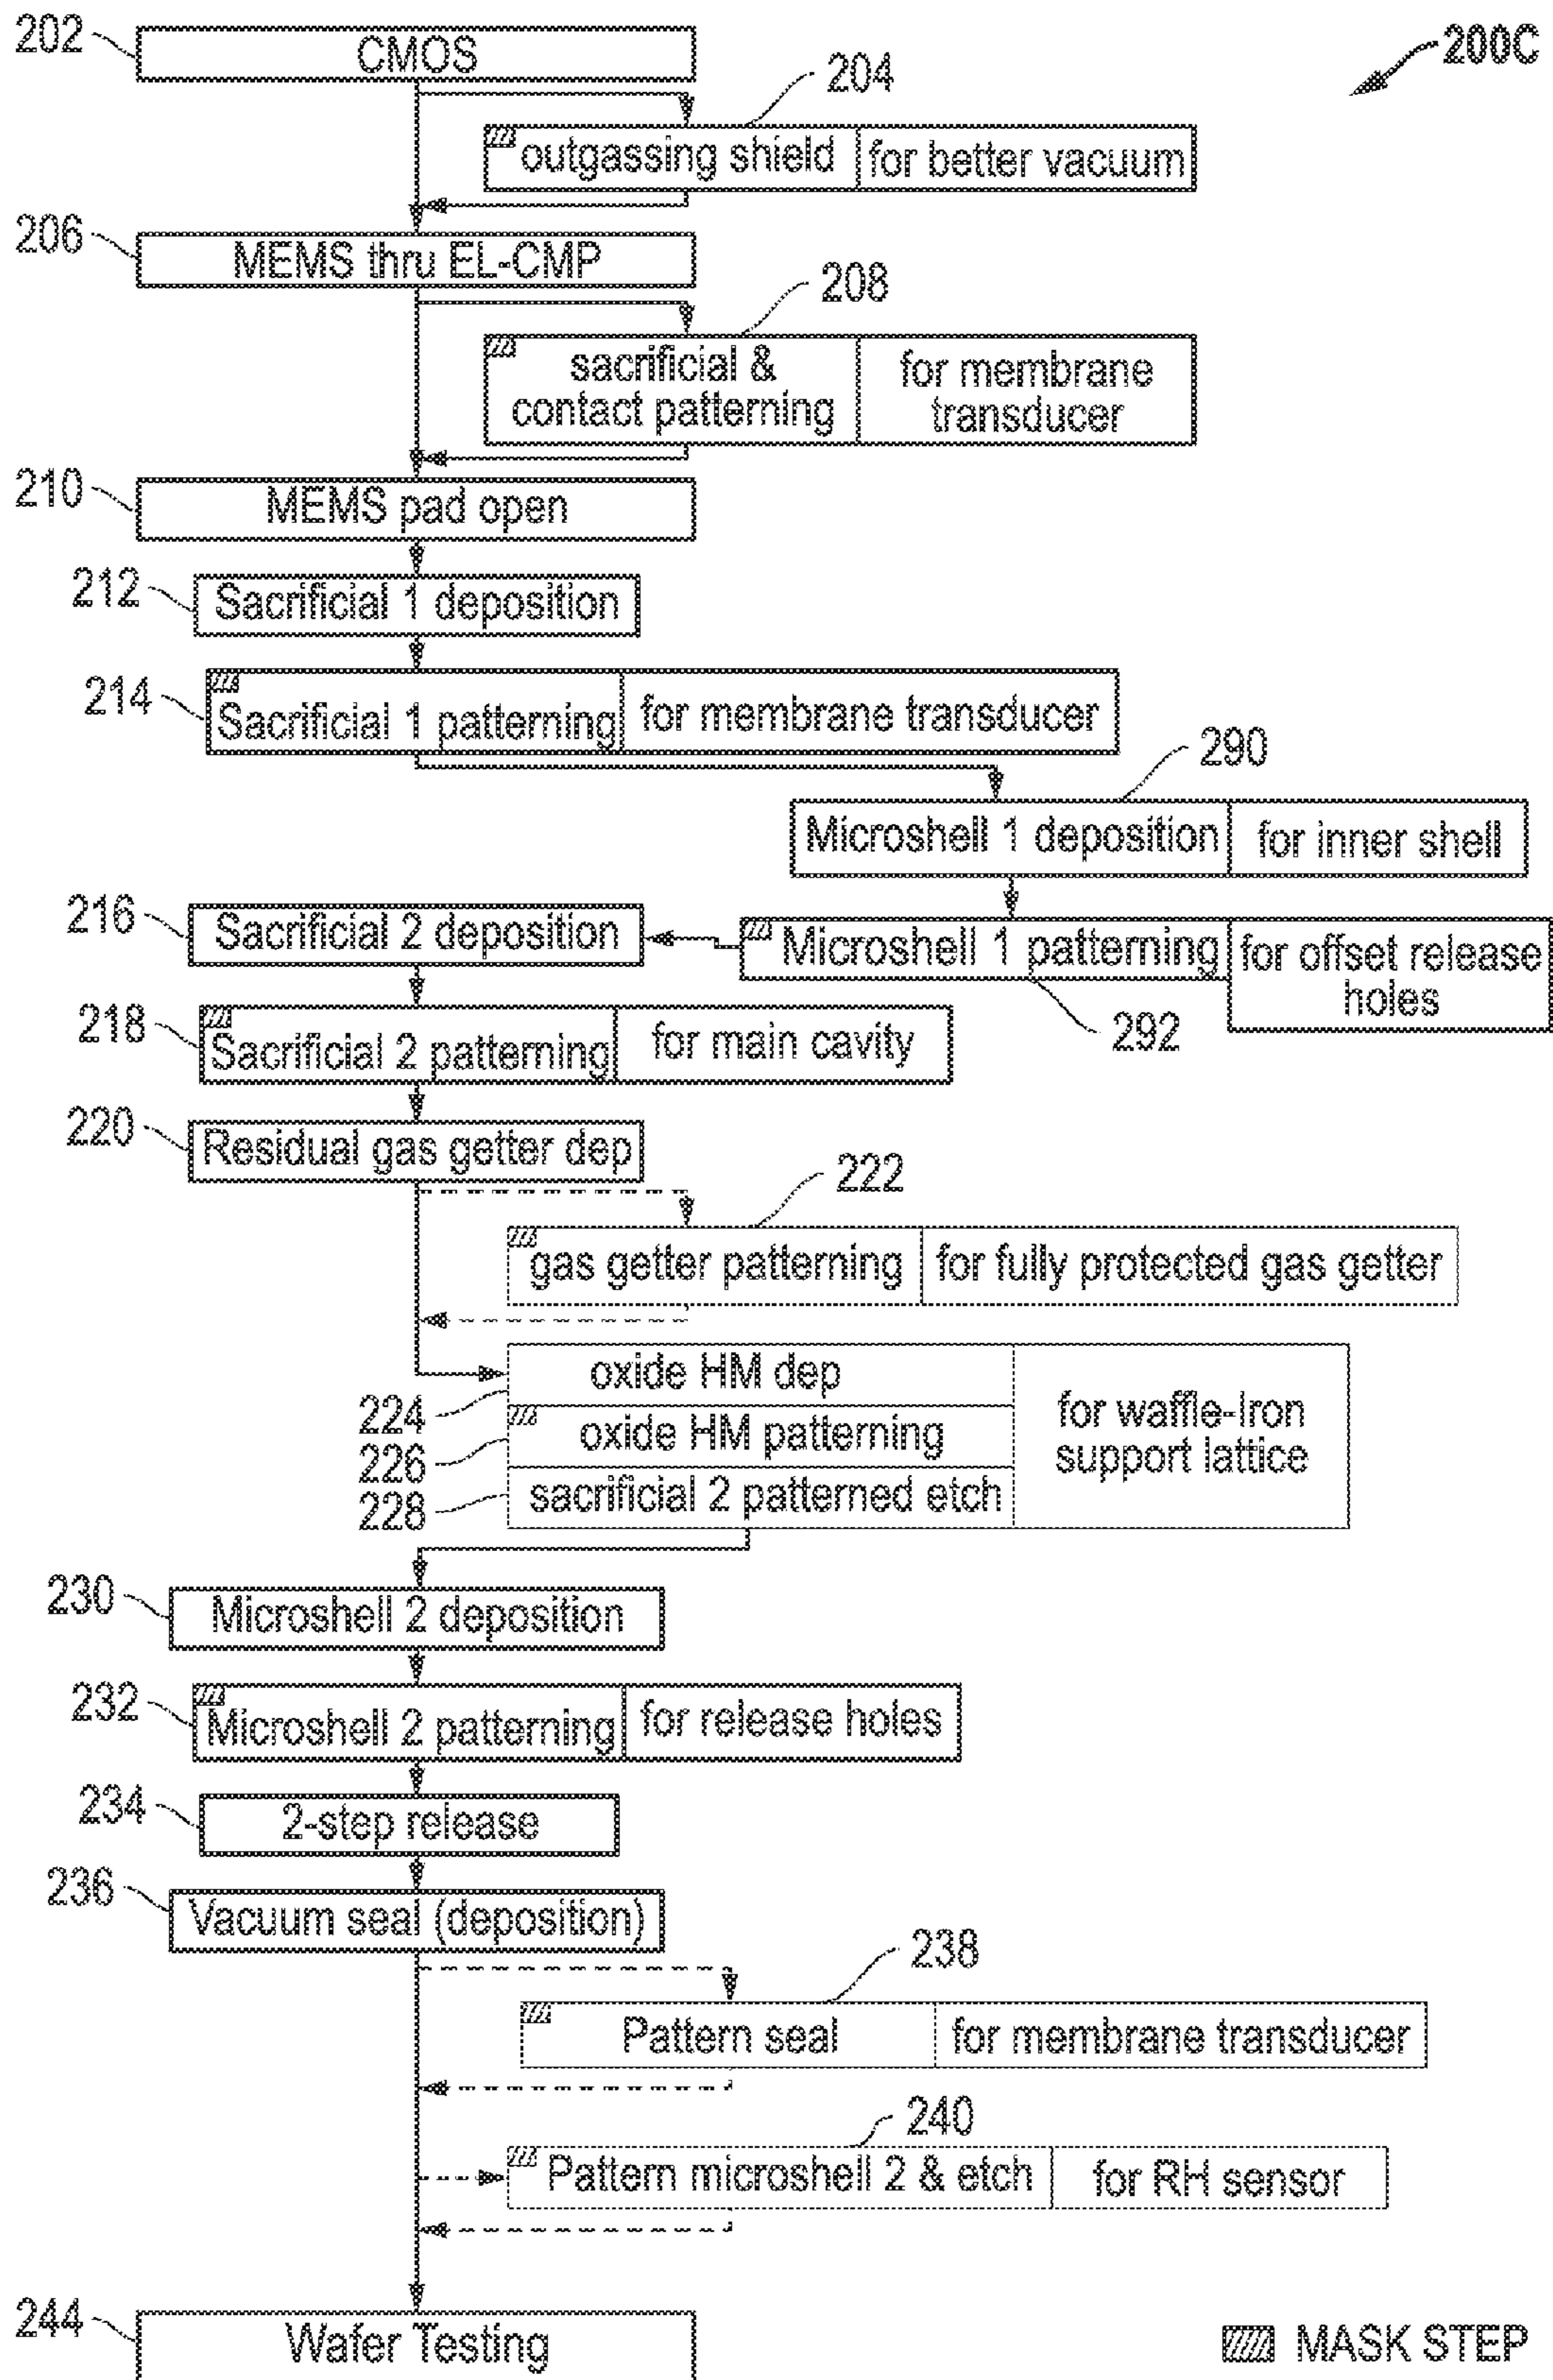 200C
202
CMOS
204
outgassing shield
for better vacuum
206
MEMS thru EL-CMP
208
sacrificial &
contact patterning
for membrane
transducer
210
MEMS pad open
212
Sacrificial 1 deposition
214
Sacrificial 1 patterning
for membrane transducer
290
Microshell 1 deposition
for inner shell
216
Sacrificial 2 deposition
Microshell 1 patterning
for offset release
holes
292
218
Sacrificial 2 patterning
for main cavity
220
Residual gas getter dep
222
gas getter patterning
for fully protected gas getter
224
oxide HM dep
226
oxide HM patterning
228
sacrificial 2 patterned etch
for waffle-Iron
support lattice
230
Microshell 2 deposition
232
Microshell 2 patterning
for release holes
234
2-step release
236
Vacuum seal (deposition)
238
Pattern seal
for membrane transducer
240
Pattern microshell 2 & etch
for RH sensor
244
Wafer Testing
MASK STEP